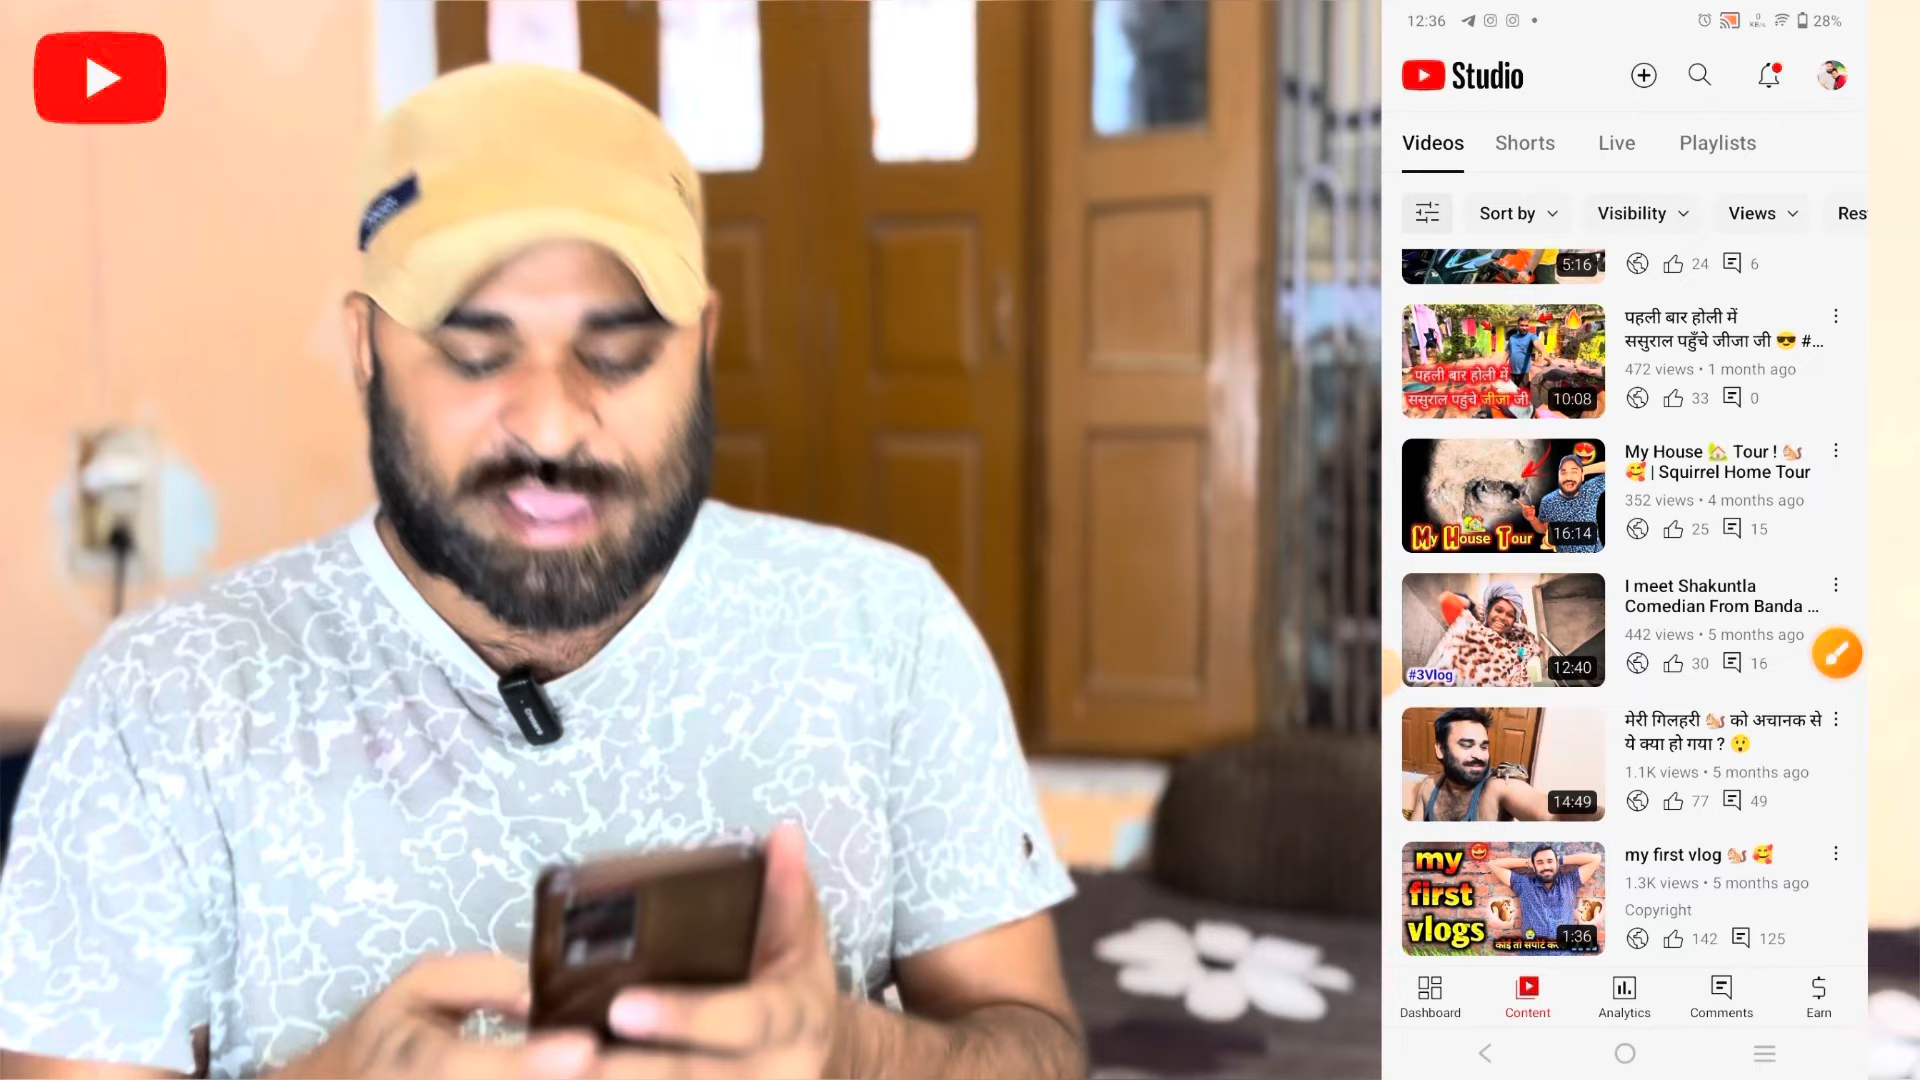 12:36
0
KB/s
28%
Studio
Videos Shorts Live Playlists
Sort by Visibility Views Res
5:16
24 6
पहली बार होली में
ससुराल पहुंचे जीजा जी
10:08
पहली बार होली में
ससुराल पहुँचे जीजा जी 😎 #...
472 views • 1 month ago
33 0
My House Tour
16:14
My House 🏡 Tour ! 🐿️
🥰 | Squirrel Home Tour
352 views • 4 months ago
25 15
#3Vlog
12:40
I meet Shakuntla
Comedian From Banda ...
442 views • 5 months ago
30 16
14:49
मेरी गिलहरी 🐿️ को अचानक से
ये क्या हो गया ? 😲
1.1K views • 5 months ago
77 49
my
first
vlogs
1:36
my first vlog 🐿️ 🥰
1.3K views • 5 months ago
Copyright
142 125
Dashboard Content Analytics Comments Earn